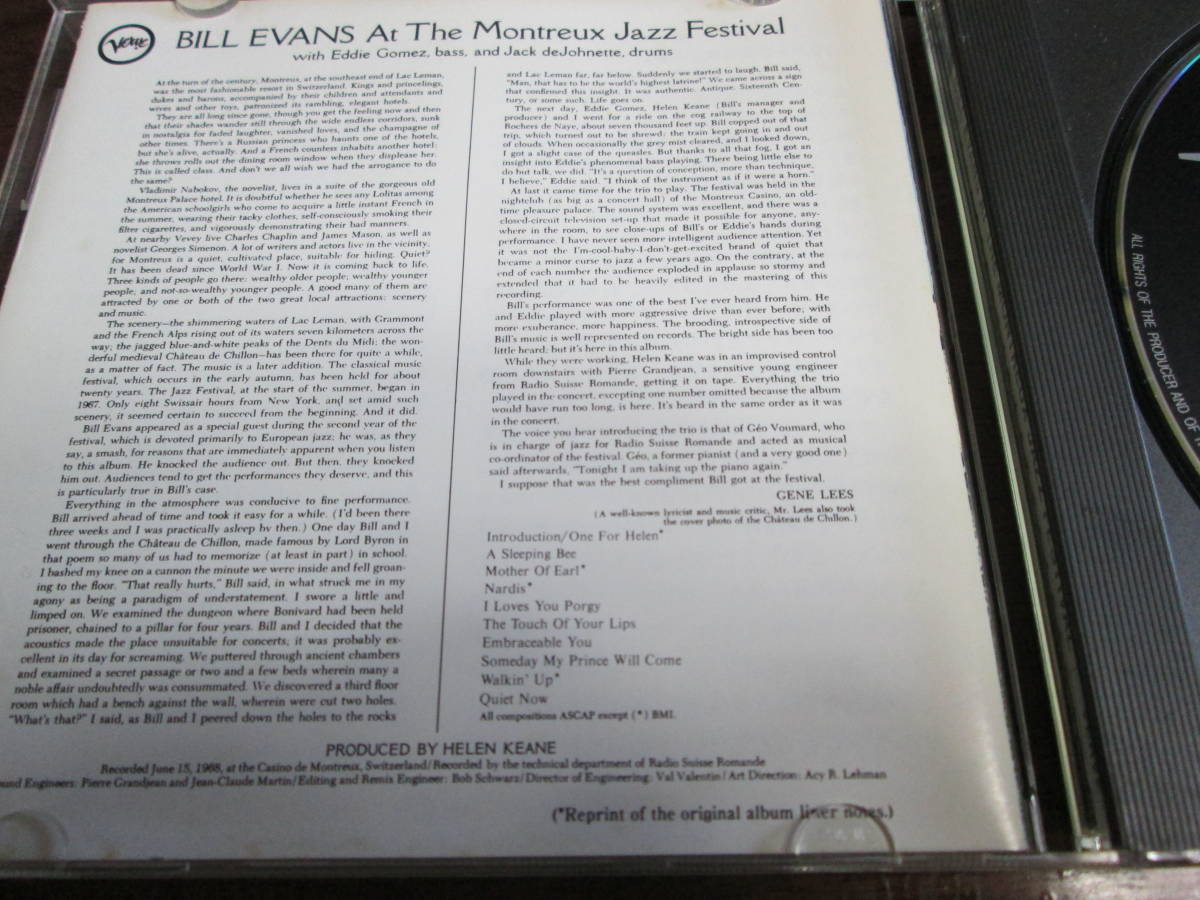 Verve
BILL EVANS At The Montreux Jazz Festival
with Eddie Gomez, bass, and Jack deJohnette, drums
At the turn of the century, Montreux, at the southeast end of Lac Leman,
was the most fashionable resort in Switzerland. Kings and princelings,
dukes and barons, accompanied by their children and attendants and
wives and other toys, patronized its rambling, elegant hotels.
They are all long since gone, though you get the feeling now and then
that their shades wander still through the wide endless corridors, sunk
in nostalgia for faded laughter, vanished loves, and the champagne of
other times. There's a Russian princess who haunts one of the hotels,
but she's alive, actually. And a French countess inhabits another hotel:
she throws rolls out the dining room window when they displease her.
This is called class. And don't we all wish we had the arrogance to do
the same?
Vladimir Nabokov, the novelist, lives in a suite of the gorgeous old
Montreux Palace hotel. It is doubtful whether he sees any Lolitas among
the American schoolgirls who come to acquire a little instant French in
the summer, wearing their tacky clothes, self-consciously smoking their
filter cigarettes, and vigorously demonstrating their bad manners.
At nearby Vevey live Charles Chaplin and James Mason, as well as
novelist Georges Simenon. A lot of writers and actors live in the vicinity,
for Montreux is a quiet, cultivated place, suitable for hiding. Quiet?
It has been dead since World War I. Now it is coming back to life.
Three kinds of people go there: wealthy older people; wealthy younger
people; and not-so-wealthy younger people. A good many of them are
attracted by one or both of the two great local attractions: scenery
and music.
The scenery—the shimmering waters of Lac Leman, with Grammont
and the French Alps rising out of its waters seven kilometers across the
way; the jagged blue-and-white peaks of the Dents du Midi; the won-
derful medieval Château de Chillon—has been there for quite a while,
as a matter of fact. The music is a later addition. The classical music
festival, which occurs in the early autumn, has been held for about
twenty years. The Jazz Festival, at the start of the summer, began in
1967. Only eight Swissair hours from New York, and set amid such
scenery, it seemed certain to succeed from the beginning. And it did.
Bill Evans appeared as a special guest during the second year of the
festival, which is devoted primarily to European jazz; he was, as they
say, a smash, for reasons that are immediately apparent when you listen
to this album. He knocked the audience out. But then, they knocked
him out. Audiences tend to get the performances they deserve, and this
is particularly true in Bill's case.
Everything in the atmosphere was conducive to fine performance.
Bill arrived ahead of time and took it easy for a while. (I'd been there
three weeks and I was practically asleep by then.) One day Bill and I
went through the Château de Chillon, made famous by Lord Byron in
that poem so many of us had to memorize (at least in part) in school.
I bashed my knee on a cannon the minute we were inside and fell groan-
ing to the floor. "That really hurts," Bill said, in what struck me in my
agony as being a paradigm of understatement. I swore a little and
limped on. We examined the dungeon where Bonivard had been held
prisoner, chained to a pillar for four years. Bill and I decided that the
acoustics made the place unsuitable for concerts; it was probably ex-
cellent in its day for screaming. We puttered through ancient chambers
and examined a secret passage or two and a few beds wherein many a
noble affair undoubtedly was consummated. We discovered a third floor
room which had a bench against the wall, wherein were cut two holes.
"What's that?" I said, as Bill and I peered down the holes to the rocks
and Lac Leman far, far below. Suddenly we started to laugh. Bill said,
"Man, that has to be the world's highest latrine!" We came across a sign
that confirmed this insight. It was authentic. Antique. Sixteenth Cen-
tury, or some such. Life goes on.
The next day, Eddie Gomez, Helen Keane (Bill's manager and
producer) and I went for a ride on the cog railway to the top of
Rochers de Naye, about seven thousand feet up. Bill copped out of that
trip, which turned out to be shrewd: the train kept going in and out
of clouds. When occasionally the grey mist cleared, and I looked down,
I got a slight case of the queasles. But thanks to all that fog, I got an
insight into Eddie's phenomenal bass playing. There being little else to
do but talk, we did. "It's a question of conception, more than technique,
I believe," Eddie said. "I think of the instrument as if it were a horn."
At last it came time for the trio to play. The festival was held in the
nightclub (as big as a concert hall) of the Montreux Casino, an old-
time pleasure palace. The sound system was excellent, and there was a
closed-circuit television set-up that made it possible for anyone, any-
where in the room, to see close-ups of Bill's or Eddie's hands during
performance. I have never seen more intelligent audience attention. Yet
it was not the I'm-cool-baby-I-don't-get-excited brand of quiet that
became a minor curse to jazz a few years ago. On the contrary, at the
end of each number the audience exploded in applause so stormy and
extended that it had to be heavily edited in the mastering of this
recording.
Bill's performance was one of the best I've ever heard from him. He
and Eddie played with more aggressive drive than ever before; with
more exuberance, more happiness. The brooding, introspective side of
Bill's music is well represented on records. The bright side has been too
little heard; but it's here in this album.
While they were working, Helen Keane was in an improvised control
room downstairs with Pierre Grandjean, a sensitive young engineer
from Radio Suisse Romande, getting it on tape. Everything the trio
played in the concert, excepting one number omitted because the album
would have run too long, is here. It's heard in the same order as it was
in the concert.
The voice you hear introducing the trio is that of Géo Voumard, who
is in charge of jazz for Radio Suisse Romande and acted as musical
co-ordinator of the festival. Géo, a former pianist (and a very good one)
said afterwards, "Tonight I am taking up the piano again."
I suppose that was the best compliment Bill got at the festival.
GENE LEES
(A well-known lyricist and music critic, Mr. Lees also took
the cover photo of the Château de Chillon.)
Introduction/One For Helen*
A Sleeping Bee
Mother Of Earl*
Nardis*
I Loves You Porgy
The Touch Of Your Lips
Embraceable You
Someday My Prince Will Come
Walkin' Up*
Quiet Now
All compositions ASCAP except (*) BMI.
PRODUCED BY HELEN KEANE
Recorded June 15, 1968, at the Casino de Montreux, Switzerland/Recorded by the technical department of Radio Suisse Romande
und Engineers: Pierre Grandjean and Jean-Claude Martin/Editing and Remix Engineer: Bob Schwarz/Director of Engineering: Val Valentin/Art Direction: Acy R. Lehman
(*Reprint of the original album liner notes.)
ALL RIGHTS OF THE PRODUCER AND OF